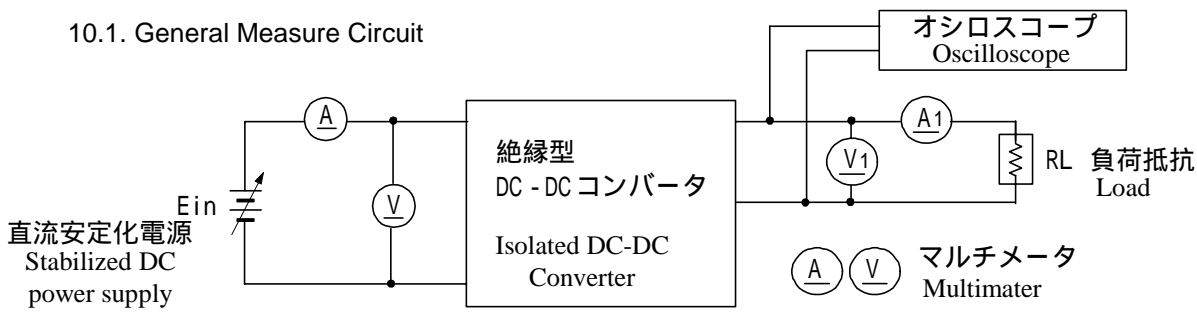 10.1. General Measure Circuit
オシロスコープ
Oscilloscope
A
V
Ein
直流安定化電源
Stabilized DC
power supply
絶縁型
DC-DCコンバータ
Isolated DC-DC
Converter
V1
A1
RL 負荷抵抗
Load
A V マルチメータ
Multimater